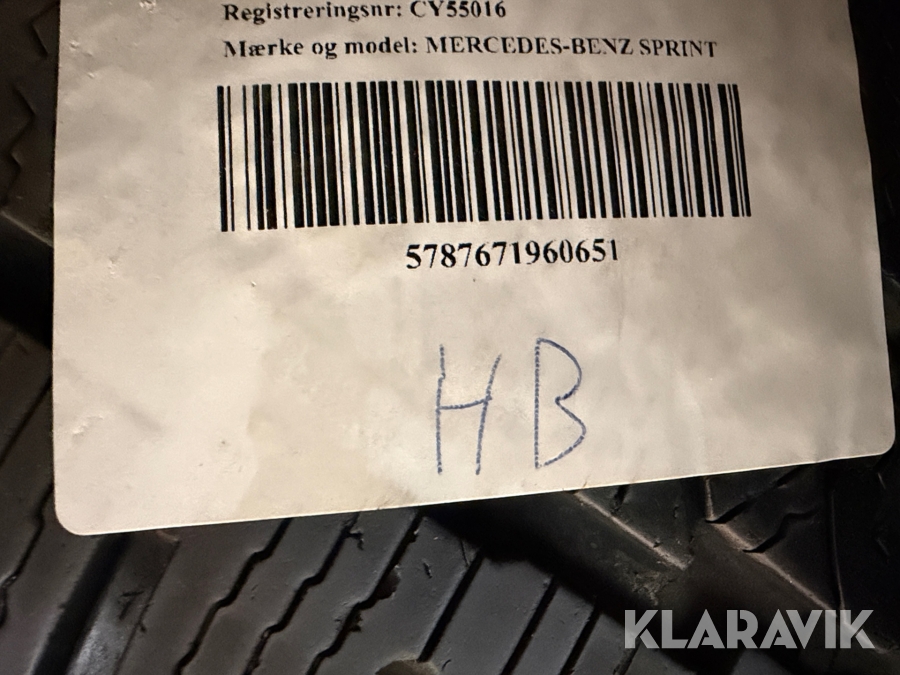 Registreringsnr: CY55016
Mærke og model: MERCEDES-BENZ SPRINT
5787671960651
HB
KLARAVIK